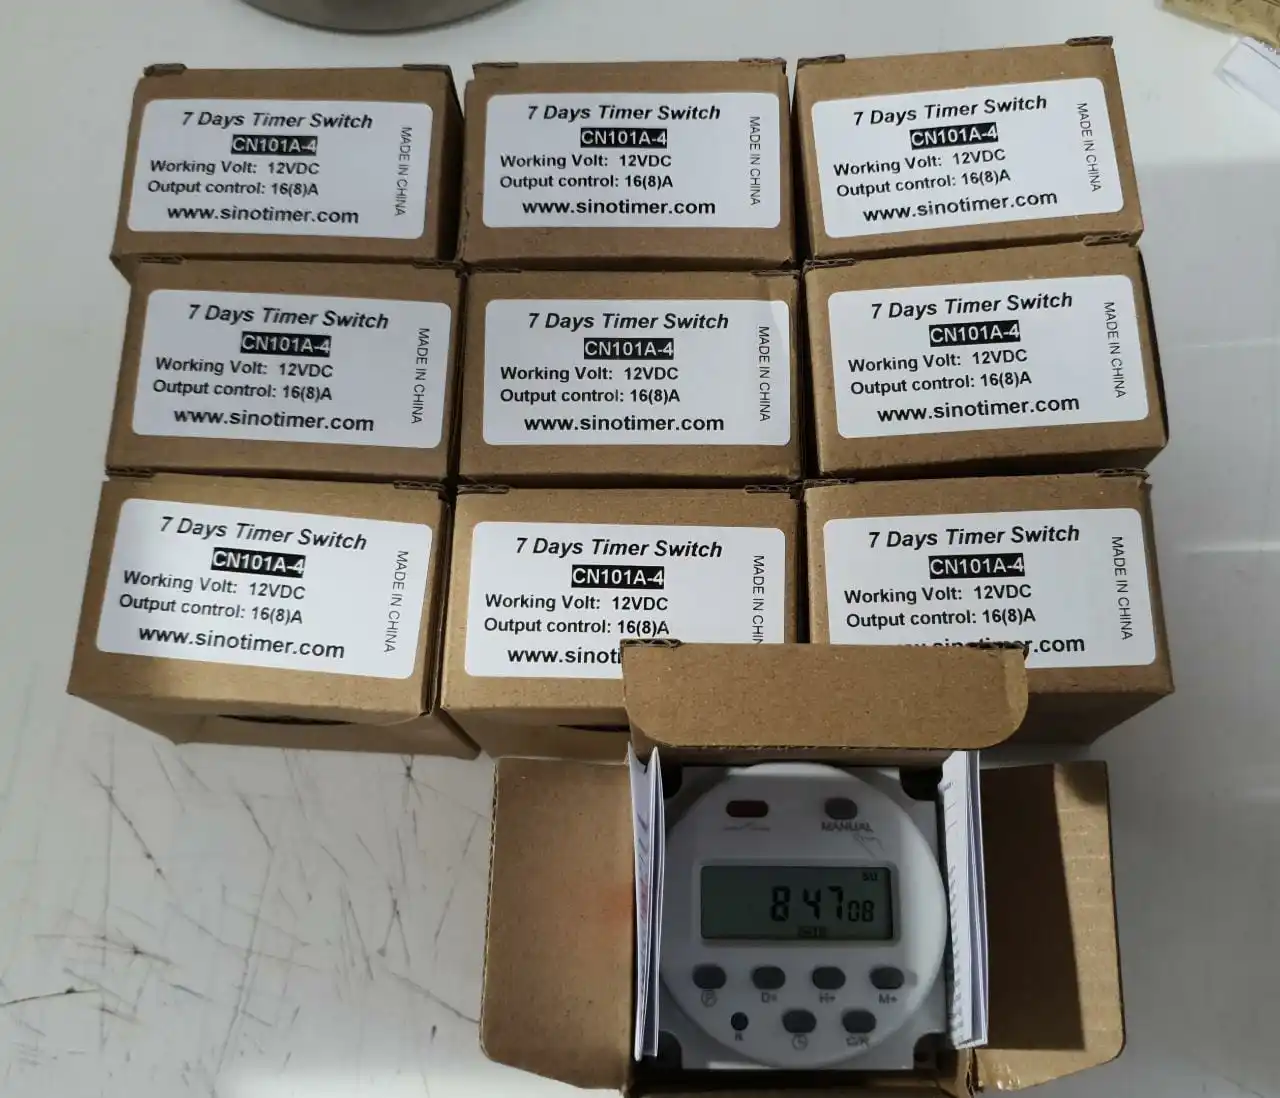 7 Days Timer Switch
CN101A-4
Working Volt: 12VDC
Output control: 16(8)A
www.sinotimer.com
MADE IN CHINA
7 Days Timer Switch
CN101A-4
Working Volt: 12VDC
Output control: 16(8)A
www.sinotimer.com
MADE IN CHINA
7 Days Timer Switch
CN101A-4
Working Volt: 12VDC
Output control: 16(8)A
www.sinotimer.com
MADE IN CHINA
7 Days Timer Switch
CN101A-4
Working Volt: 12VDC
Output control: 16(8)A
www.sinotimer.com
MADE IN CHINA
7 Days Timer Switch
CN101A-4
Working Volt: 12VDC
Output control: 16(8)A
www.sinotimer.com
MADE IN CHINA
7 Days Timer Switch
CN101A-4
Working Volt: 12VDC
Output control: 16(8)A
www.sinotimer.com
MADE IN CHINA
7 Days Timer Switch
CN101A-4
Working Volt: 12VDC
Output control: 16(8)A
www.sinotimer.com
MADE IN CHINA
7 Days Timer Switch
CN101A-4
Working Volt: 12VDC
Output control: 16(8)A
www.sinoti
MADE IN CHIN
7 Days Timer Switch
CN101A-4
Working Volt: 12VDC
Output control: 16(8)A
r.com
MADE IN CHINA
MANUAL
SU
8 47 08
P D+ H+ M+
R C/R